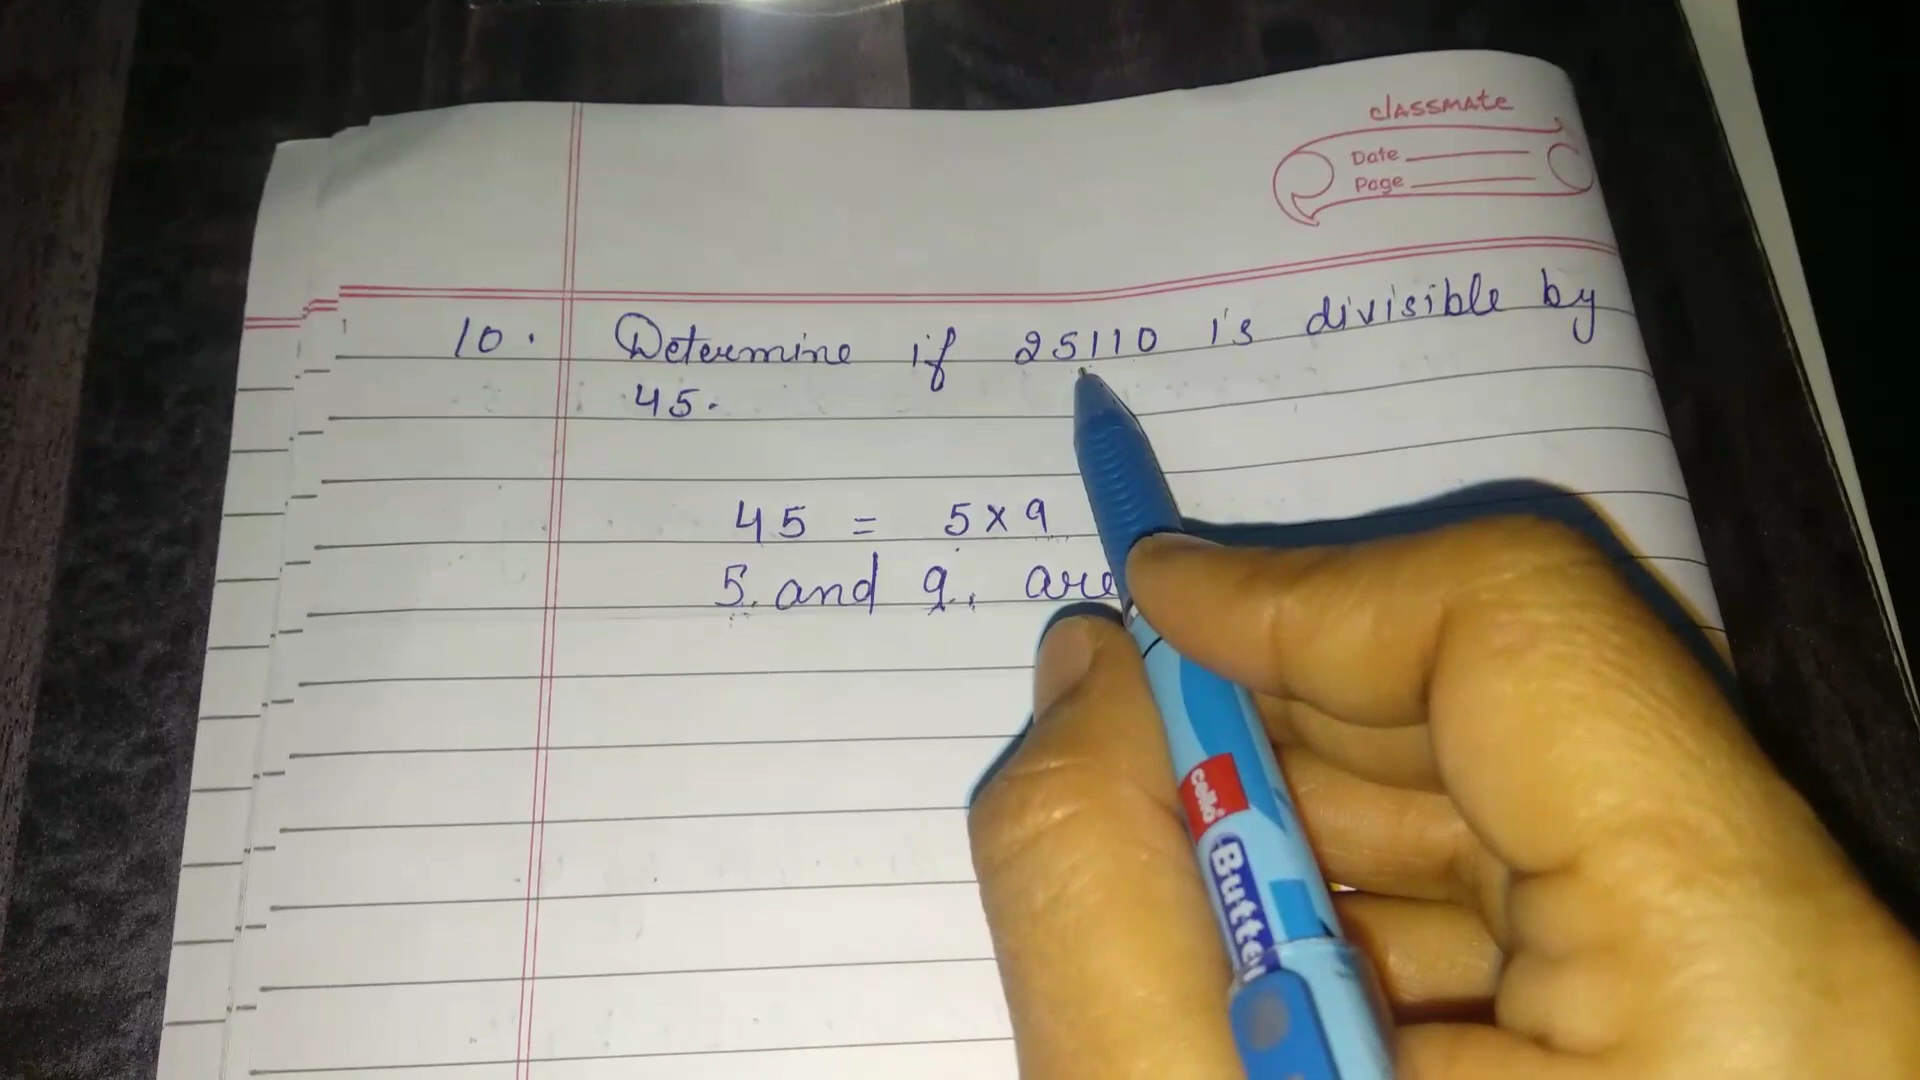 classmate
Date
Page
10. Determine if 25110 is divisible by
45.
45 = 5 × 9
5 and 9, are
cello
Butte